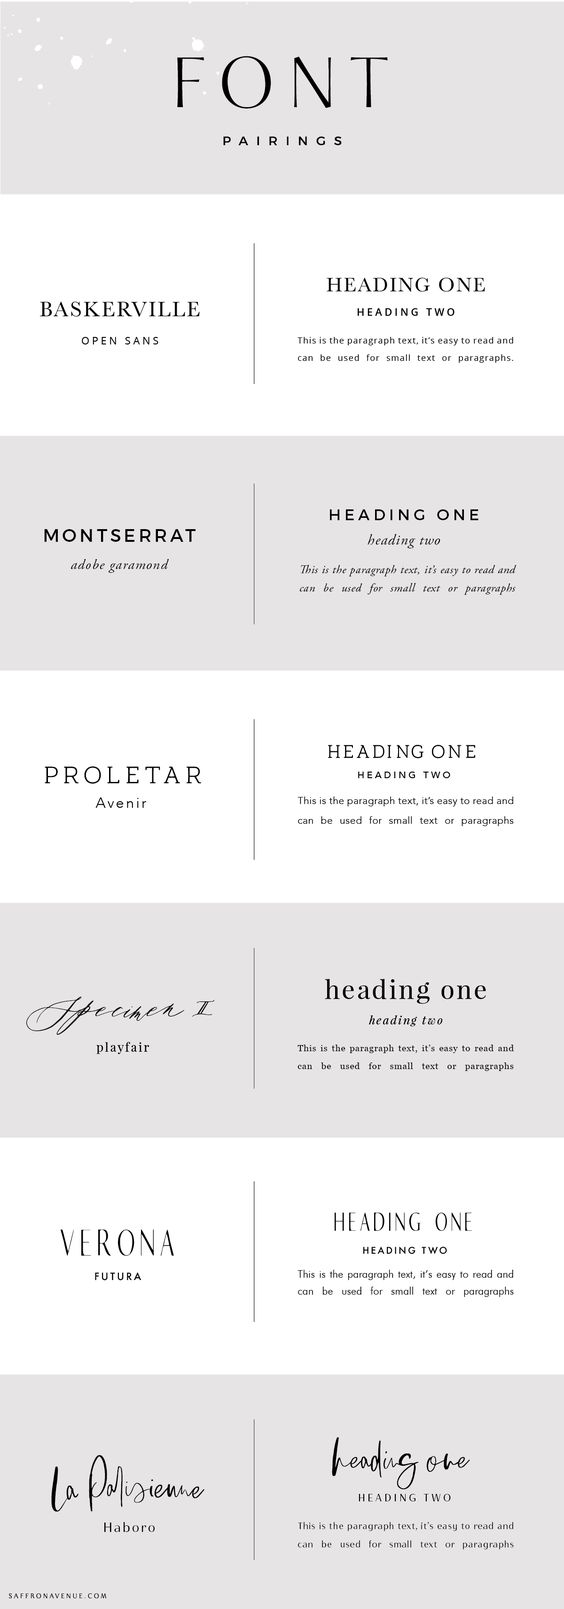 FONT
PAIRINGS
BASKERVILLE
OPEN SANS
HEADING ONE
HEADING TWO
This is the paragraph text, it's easy to read and
can be used for small text or paragraphs.
MONTSERRAT
adobe garamond
HEADING ONE
heading two
This is the paragraph text, it's easy to read and
can be used for small text or paragraphs
PROLETAR
Avenir
HEADING ONE
HEADING TWO
This is the paragraph text, it's easy to read and
can be used for small text or paragraphs
Specimen II
playfair
heading one
heading two
This is the paragraph text, it's easy to read and
can be used for small text or paragraphs
VERONA
FUTURA
HEADING ONE
HEADING TWO
This is the paragraph text, it's easy to read and
can be used for small text or paragraphs
La Parisienne
Haboro
heading one
HEADING TWO
This is the paragraph text, it's easy to read and
can be used for small text or paragraphs
SAFFRONAVENUE.COM